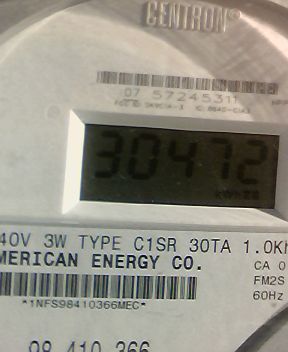 CENTRON®
07 57245311
30472
kWh
40V 3W TYPE C1SR 30TA 1.0Kh
MERICAN ENERGY CO.
CA 0
FM2S
60Hz
*1NFS98410366MEC*
98 410 366